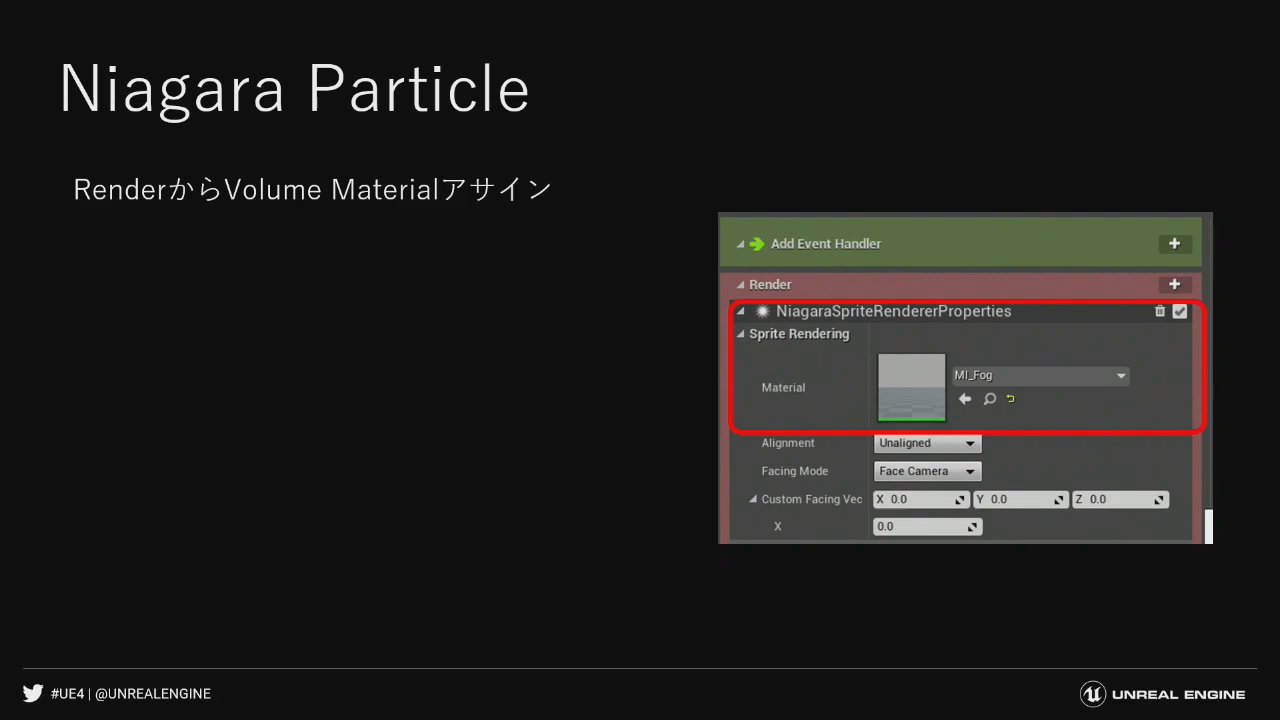 Niagara Particle
RenderからVolume Materialアサイン
Add Event Handler
Render
NiagaraSpriteRendererProperties
Sprite Rendering
Material
MI_Fog
Alignment
Unaligned
Facing Mode
Face Camera
Custom Facing Vec
X 0.0
Y 0.0
Z 0.0
X
0.0
#UE4 | @UNREALENGINE
UNREAL ENGINE